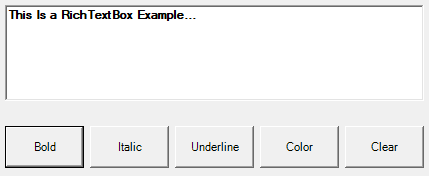 This Is a RichTextBox Example...
Bold Italic Underline Color Clear